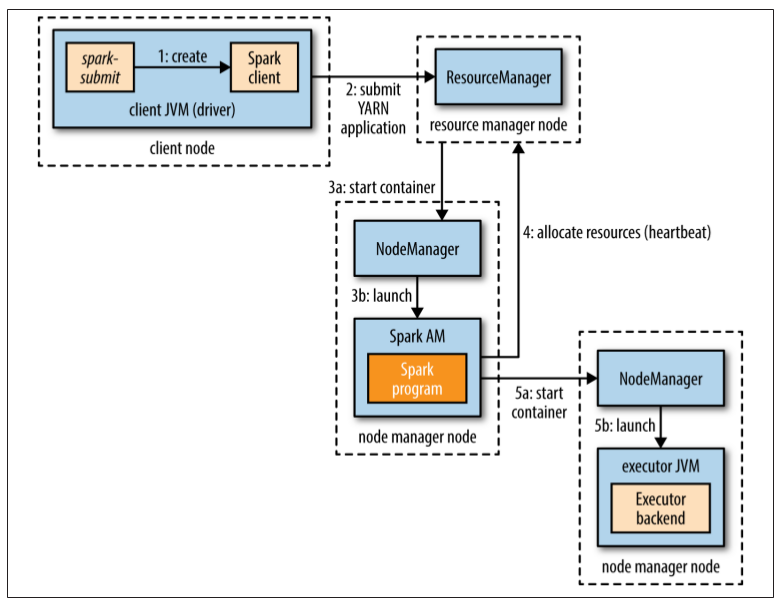 spark-
submit
1: create
Spark
client
client JVM (driver)
client node
2: submit
YARN
application
ResourceManager
resource manager node
3a: start container
4: allocate resources (heartbeat)
NodeManager
3b: launch
Spark AM
Spark
program
node manager node
5a: start
container
NodeManager
5b: launch
executor JVM
Executor
backend
node manager node